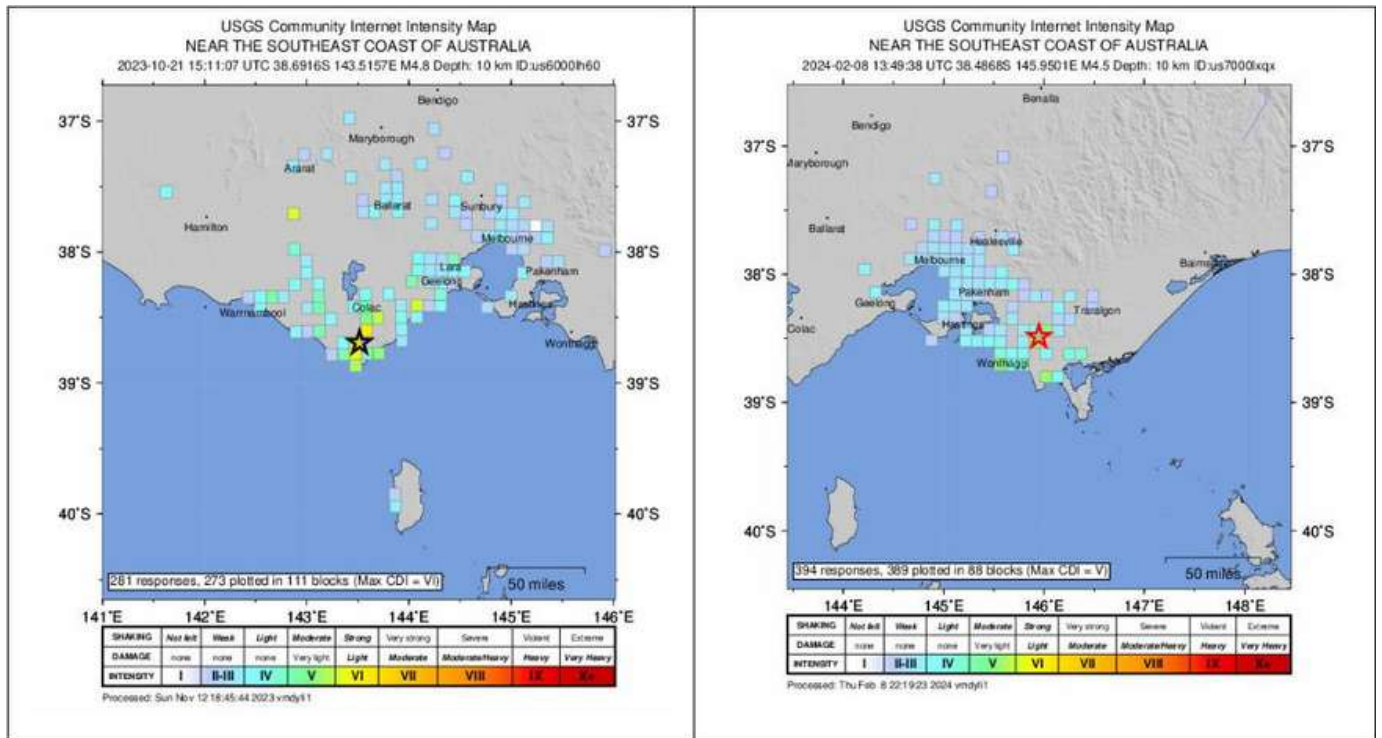 USGS Community Internet Intensity Map
NEAR THE SOUTHEAST COAST OF AUSTRALIA
2023-10-21 15:11:07 UTC 38.6916S 143.5157E M4.8 Depth: 10 km ID:us6000lh60
Bendigo
37°S
37°S
Maryborough
Ararat
Ballarat
Sunbury
Hamilton
Melbourne
38°S
38°S
Lara
Geelong
Pakenham
Colac
Hastings
Warrnambool
Wonthaggi
39°S
39°S
40°S
40°S
281 responses, 273 plotted in 111 blocks (Max CDI = VI)
50 miles
141°E
142°E
143°E
144°E
145°E
146°E
SHAKING Not felt Weak Light Moderate Strong Very strong Severe Violent Extreme
DAMAGE none none none Very light Light Moderate Moderate/Heavy Heavy Very Heavy
INTENSITY I II-III IV V VI VII VIII IX X+
Processed: Sun Nov 12 18:45:44 2023 vmdyfi1
USGS Community Internet Intensity Map
NEAR THE SOUTHEAST COAST OF AUSTRALIA
2024-02-08 13:49:38 UTC 38.4868S 145.9501E M4.5 Depth: 10 km ID:us7000lxqx
Benalla
Bendigo
37°S
37°S
Maryborough
Ballarat
Healesville
Melbourne
Bairnsdale
38°S
38°S
Pakenham
Geelong
Traralgon
Colac
Hastings
Wonthaggi
39°S
39°S
40°S
40°S
394 responses, 389 plotted in 88 blocks (Max CDI = V)
50 miles
144°E
145°E
146°E
147°E
148°E
SHAKING Not felt Weak Light Moderate Strong Very strong Severe Violent Extreme
DAMAGE none none none Very light Light Moderate Moderate/Heavy Heavy Very Heavy
INTENSITY I II-III IV V VI VII VIII IX X+
Processed: Thu Feb 8 22:19:23 2024 vmdyfi1